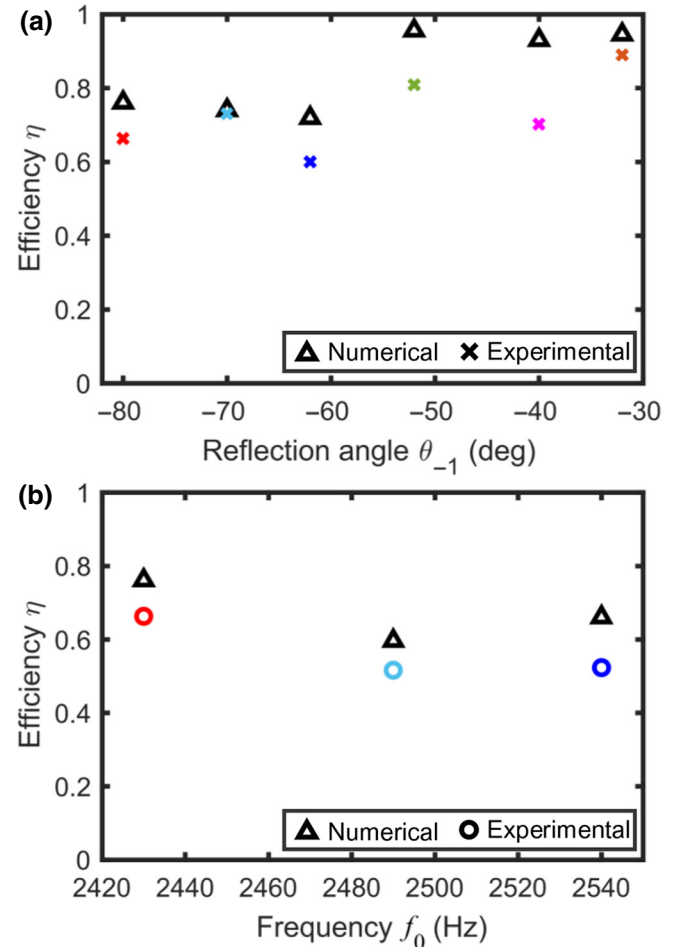 (a)
1
0.8
0.6
0.4
0.2
0
Efficiency η
Numerical Experimental
−80 −70 −60 −50 −40 −30
Reflection angle θ₋₁ (deg)
(b)
1
0.8
0.6
0.4
0.2
0
Efficiency η
Numerical Experimental
2420 2440 2460 2480 2500 2520 2540
Frequency f₀ (Hz)